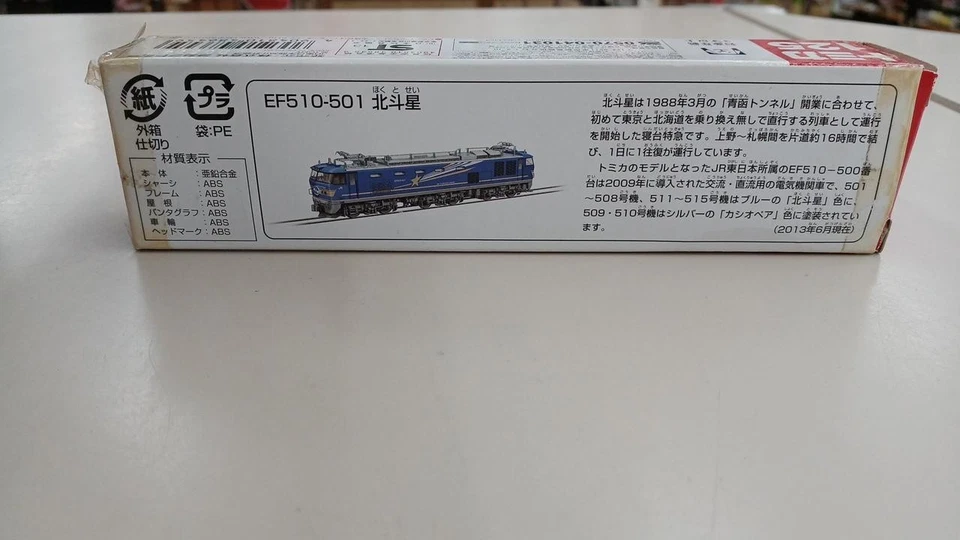 紙
外箱
仕切り
プラ
袋:PE
材質表示
本体:亜鉛合金
シャーシ:ABS
フレーム:ABS
屋根:ABS
パンタグラフ:ABS
車輪:ABS
ヘッドマーク:ABS
ほくとせい
EF510-501 北斗星
北斗星は1988年3月の「青函トンネル」開業に合わせて、
初めて東京と北海道を乗り換え無しで直行する列車として運行
を開始した寝台特急です。上野〜札幌間を片道約16時間で結
び、1日に1往復が運行しています。
トミカのモデルとなったJR東日本所属のEF510-500番
台は2009年に導入された交流・直流用の電気機関車で、501
〜508号機、511〜515号機はブルーの「北斗星」色に、
509・510号機はシルバーの「カシオペア」色に塗装されてい
ます。
(2013年6月現在)